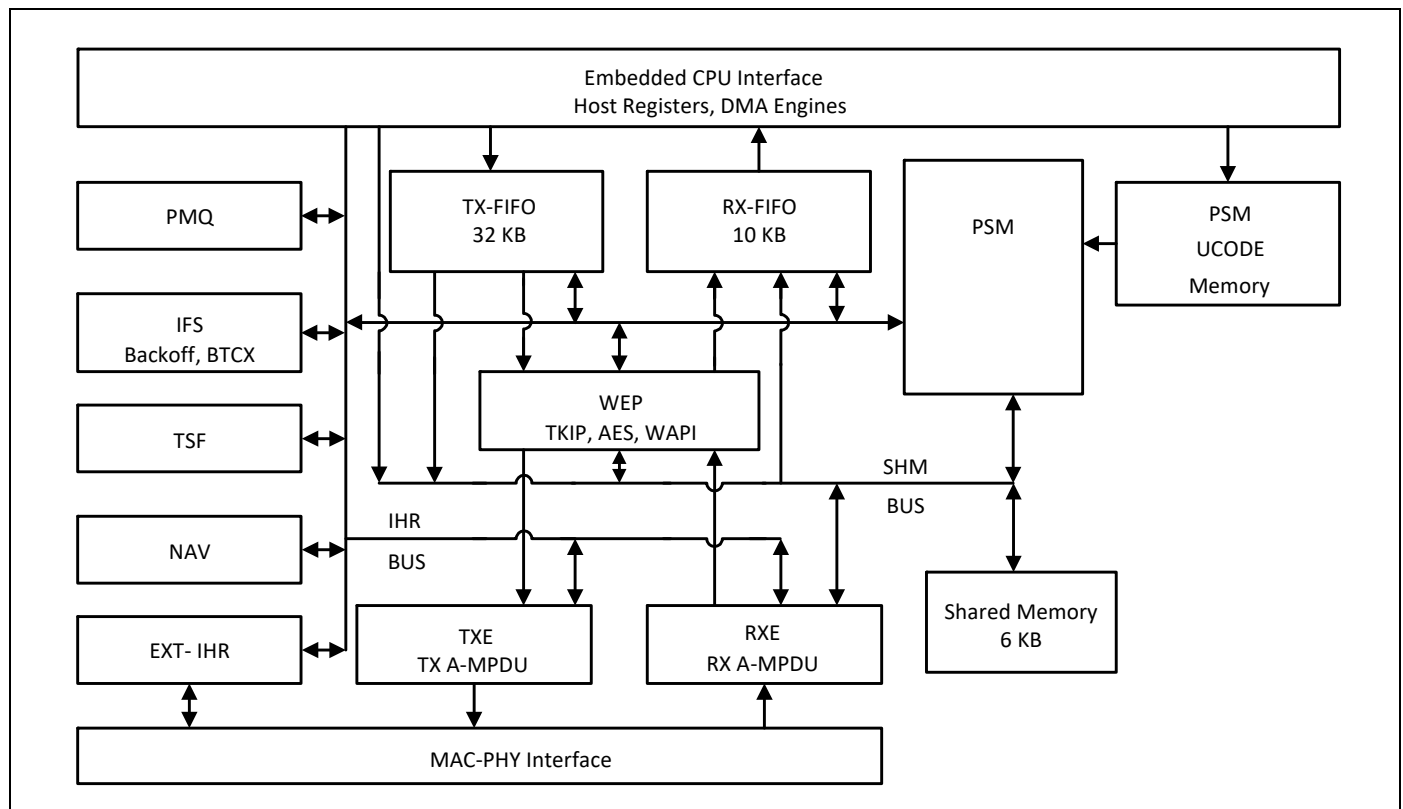 Embedded CPU Interface
Host Registers, DMA Engines
PMQ
TX-FIFO
32 KB
RX-FIFO
10 KB
PSM
PSM
UCODE
Memory
IFS
Backoff, BTCX
WEP
TKIP, AES, WAPI
TSF
SHM
BUS
IHR
BUS
NAV
Shared Memory
6 KB
EXT- IHR
TXE
TX A-MPDU
RXE
RX A-MPDU
MAC-PHY Interface